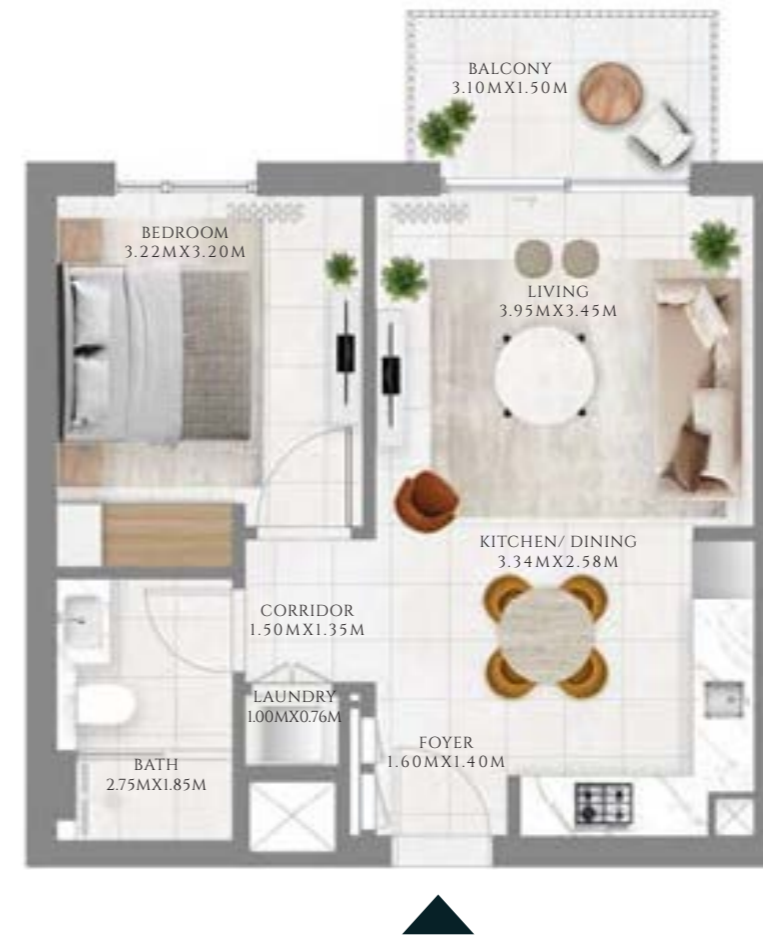 BALCONY
3.10MX1.50M
BEDROOM
3.22MX3.20M
LIVING
3.95MX3.45M
KITCHEN/ DINING
3.34MX2.58M
CORRIDOR
1.50MX1.35M
LAUNDRY
1.00MX0.76M
FOYER
1.60MX1.40M
BATH
2.75MX1.85M